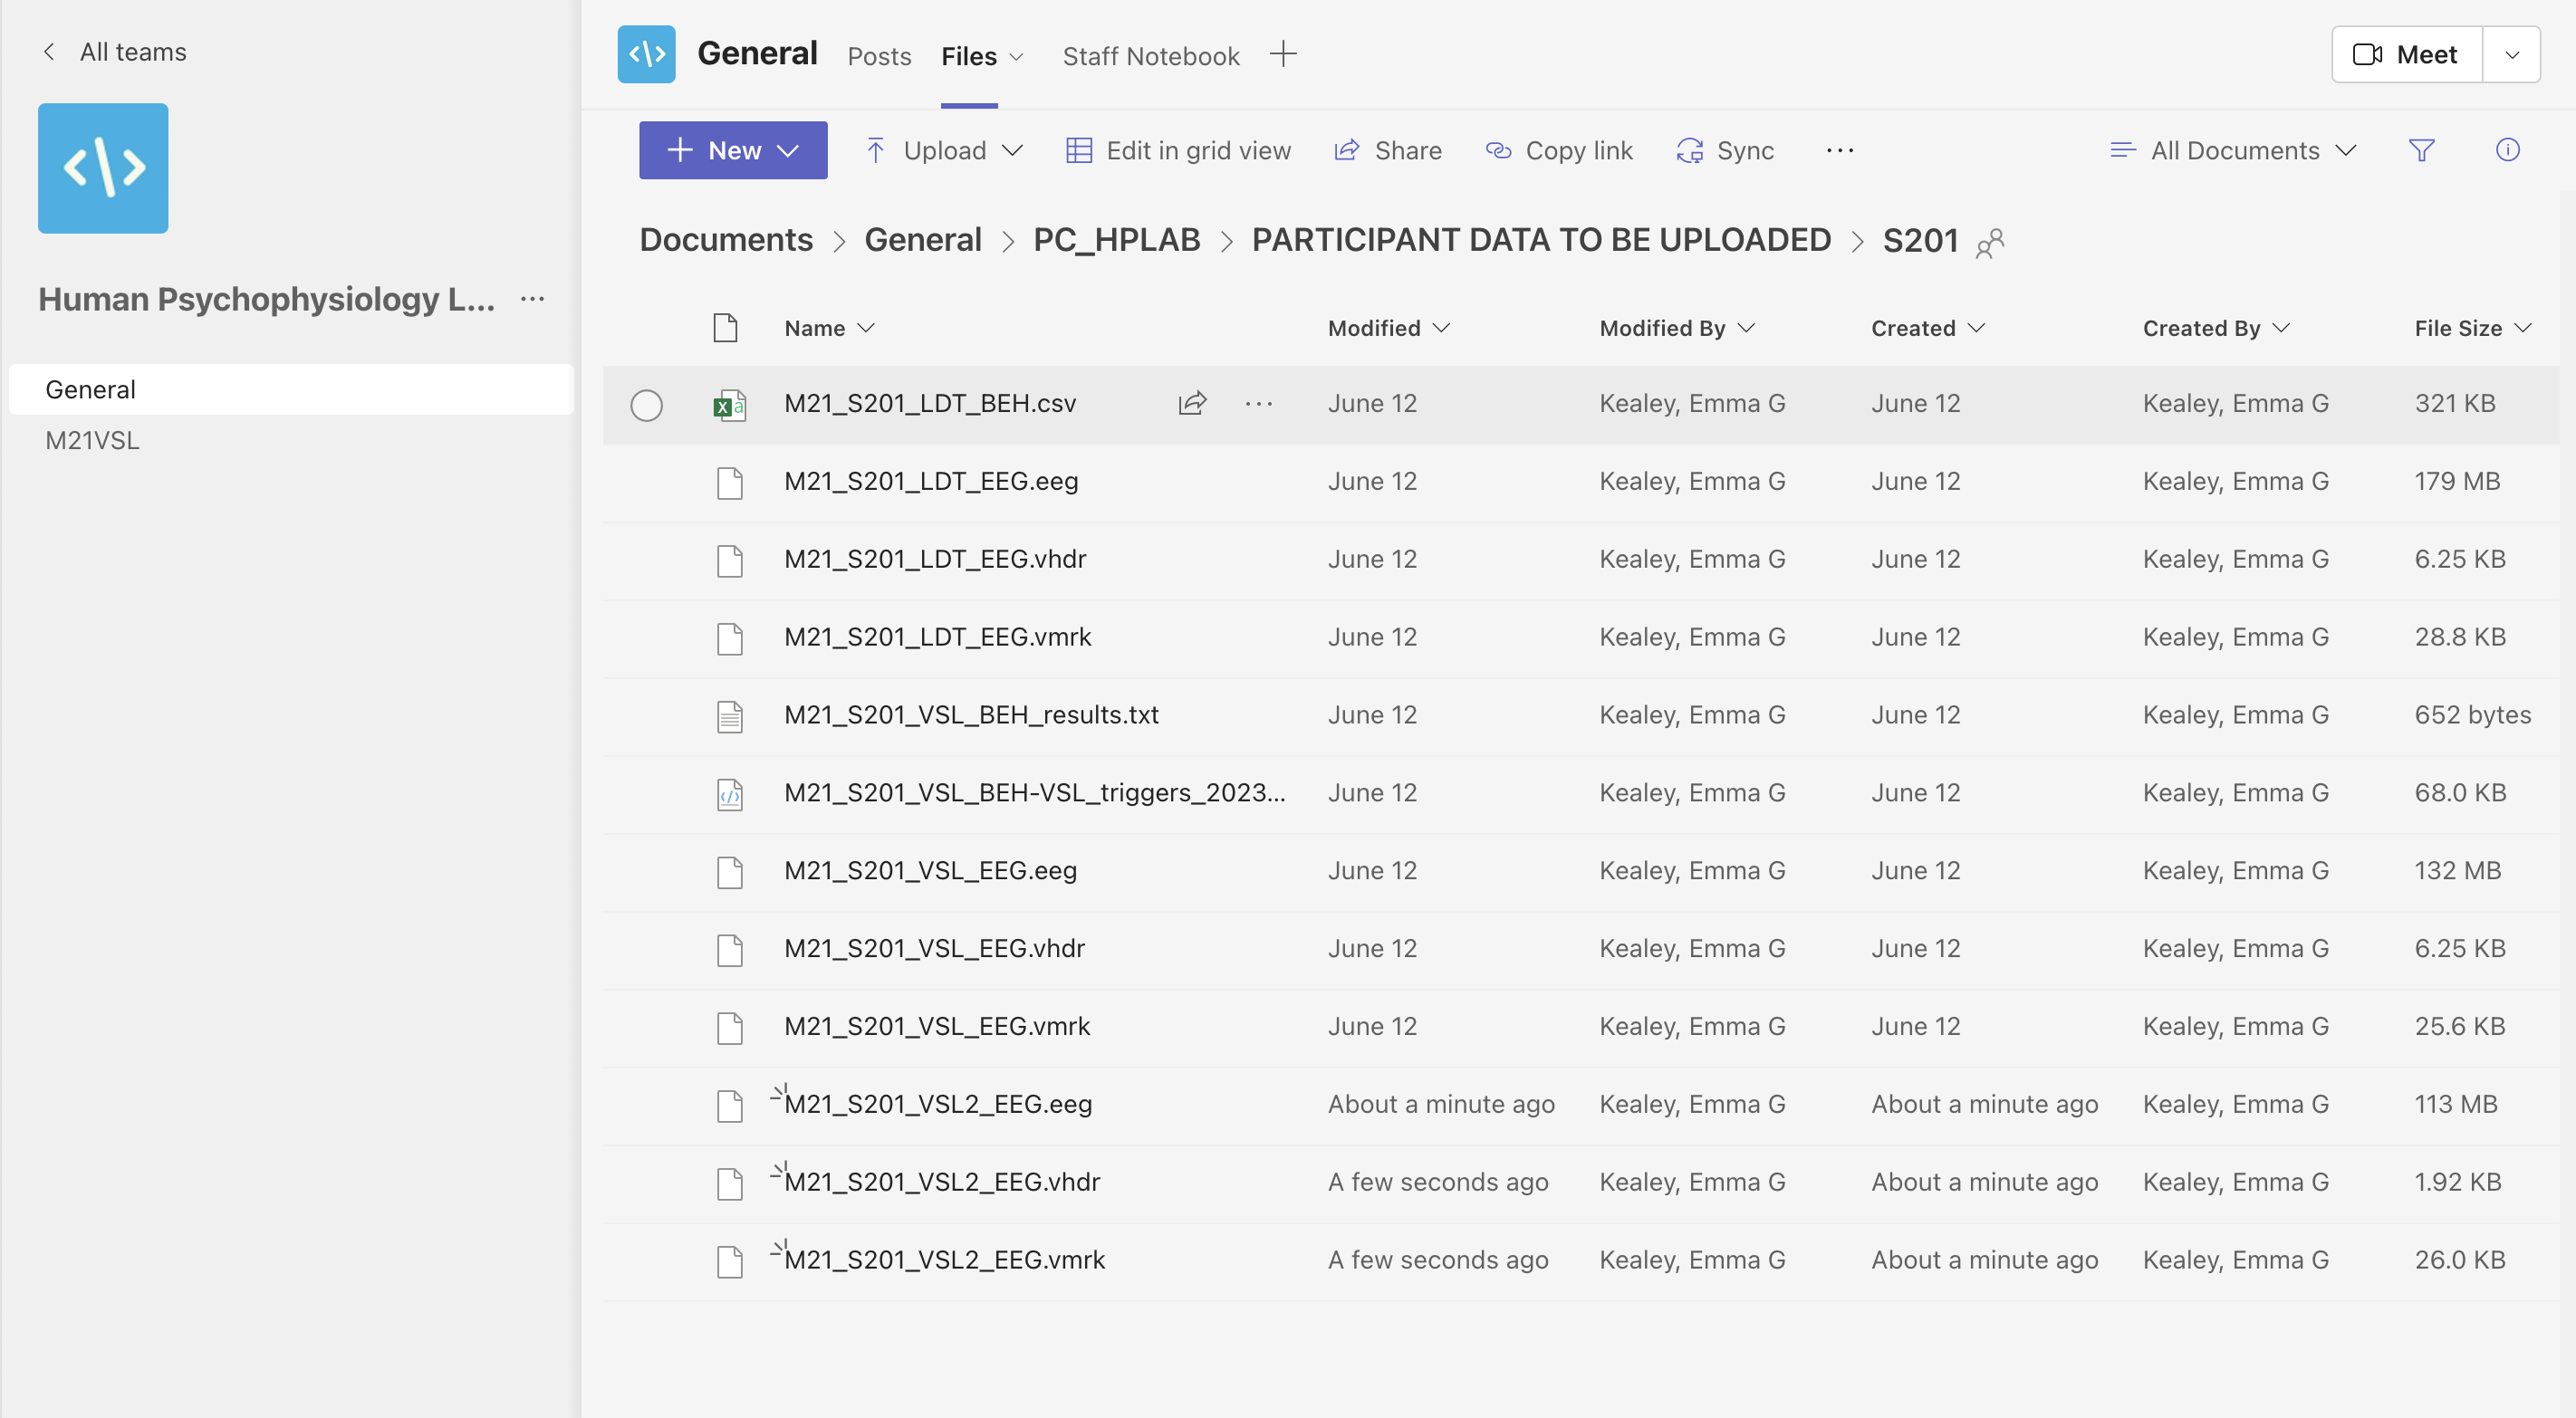 All teams
Human Psychophysiology L... ...
General
M21VSL
General Posts Files Staff Notebook
Meet
New Upload Edit in grid view Share Copy link Sync ... All Documents
Documents > General > PC_HPLAB > PARTICIPANT DATA TO BE UPLOADED > S201
Name Modified Modified By Created Created By File Size
M21_S201_LDT_BEH.csv ... June 12 Kealey, Emma G June 12 Kealey, Emma G 321 KB
M21_S201_LDT_EEG.eeg June 12 Kealey, Emma G June 12 Kealey, Emma G 179 MB
M21_S201_LDT_EEG.vhdr June 12 Kealey, Emma G June 12 Kealey, Emma G 6.25 KB
M21_S201_LDT_EEG.vmrk June 12 Kealey, Emma G June 12 Kealey, Emma G 28.8 KB
M21_S201_VSL_BEH_results.txt June 12 Kealey, Emma G June 12 Kealey, Emma G 652 bytes
M21_S201_VSL_BEH-VSL_triggers_2023... June 12 Kealey, Emma G June 12 Kealey, Emma G 68.0 KB
M21_S201_VSL_EEG.eeg June 12 Kealey, Emma G June 12 Kealey, Emma G 132 MB
M21_S201_VSL_EEG.vhdr June 12 Kealey, Emma G June 12 Kealey, Emma G 6.25 KB
M21_S201_VSL_EEG.vmrk June 12 Kealey, Emma G June 12 Kealey, Emma G 25.6 KB
M21_S201_VSL2_EEG.eeg About a minute ago Kealey, Emma G About a minute ago Kealey, Emma G 113 MB
M21_S201_VSL2_EEG.vhdr A few seconds ago Kealey, Emma G About a minute ago Kealey, Emma G 1.92 KB
M21_S201_VSL2_EEG.vmrk A few seconds ago Kealey, Emma G About a minute ago Kealey, Emma G 26.0 KB